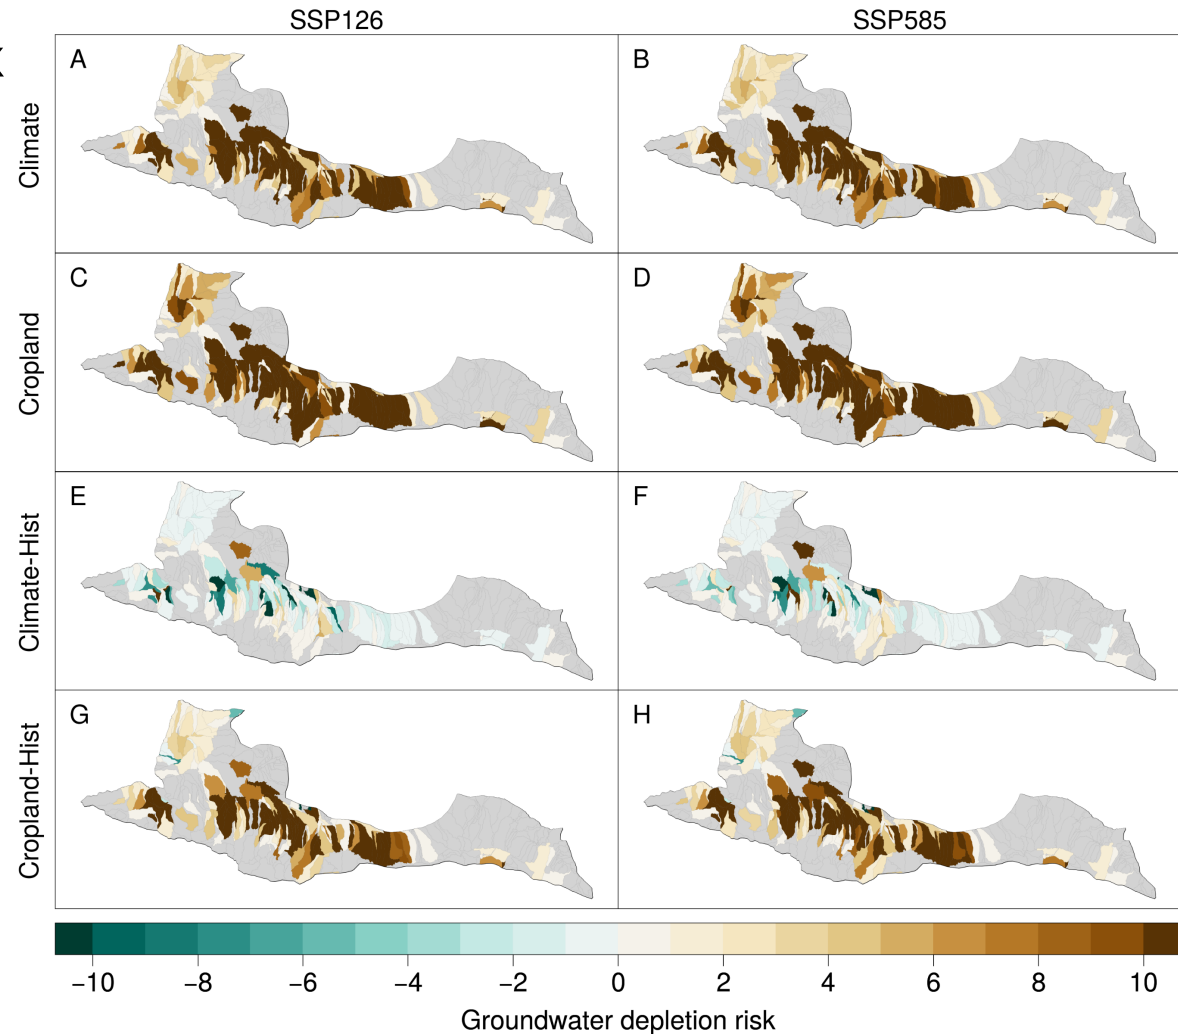 SSP126 SSP585
A B
Climate
C D
Cropland
E F
Climate-Hist
G H
Cropland-Hist
−10 −8 −6 −4 −2 0 2 4 6 8 10
Groundwater depletion risk